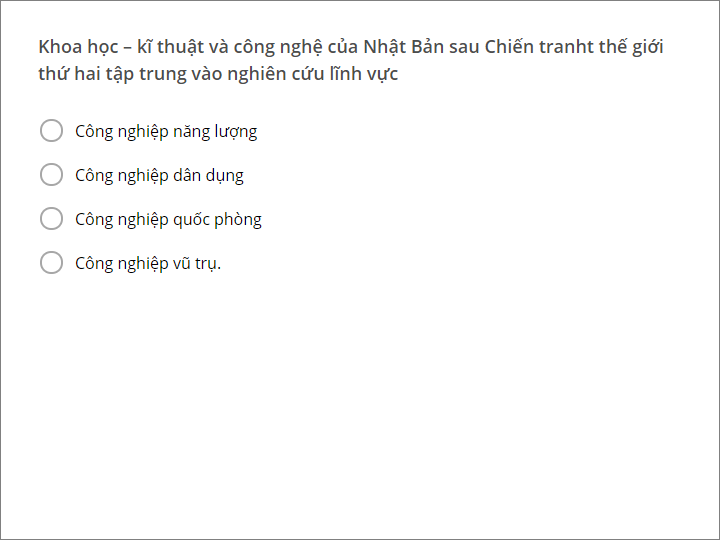 Khoa học – kĩ thuật và công nghệ của Nhật Bản sau Chiến tranht thế giới
thứ hai tập trung vào nghiên cứu lĩnh vực
Công nghiệp năng lượng
Công nghiệp dân dụng
Công nghiệp quốc phòng
Công nghiệp vũ trụ.